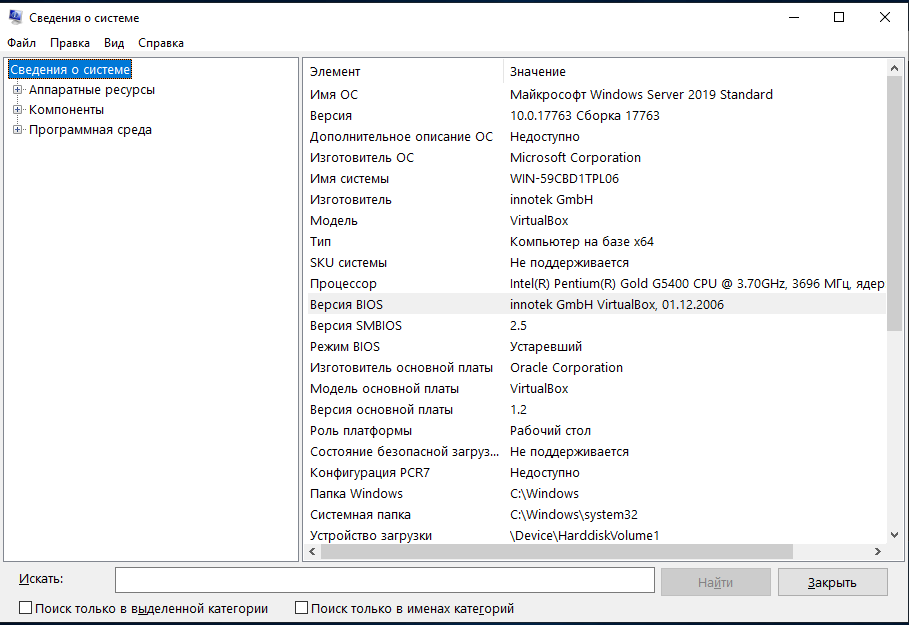 Сведения о системе
Файл Правка Вид Справка
Сведения о системе
Аппаратные ресурсы
Компоненты
Программная среда
Элемент Значение
Имя ОС Майкрософт Windows Server 2019 Standard
Версия 10.0.17763 Сборка 17763
Дополнительное описание ОС Недоступно
Изготовитель ОС Microsoft Corporation
Имя системы WIN-59CBD1TPL06
Изготовитель innotek GmbH
Модель VirtualBox
Тип Компьютер на базе x64
SKU системы Не поддерживается
Процессор Intel(R) Pentium(R) Gold G5400 CPU @ 3.70GHz, 3696 МГц, ядер
Версия BIOS innotek GmbH VirtualBox, 01.12.2006
Версия SMBIOS 2.5
Режим BIOS Устаревший
Изготовитель основной платы Oracle Corporation
Модель основной платы VirtualBox
Версия основной платы 1.2
Роль платформы Рабочий стол
Состояние безопасной загруз... Не поддерживается
Конфигурация PCR7 Недоступно
Папка Windows C:\Windows
Системная папка C:\Windows\system32
Устройство загрузки \Device\HarddiskVolume1
Искать: Найти Закрыть
Поиск только в выделенной категории Поиск только в именах категорий